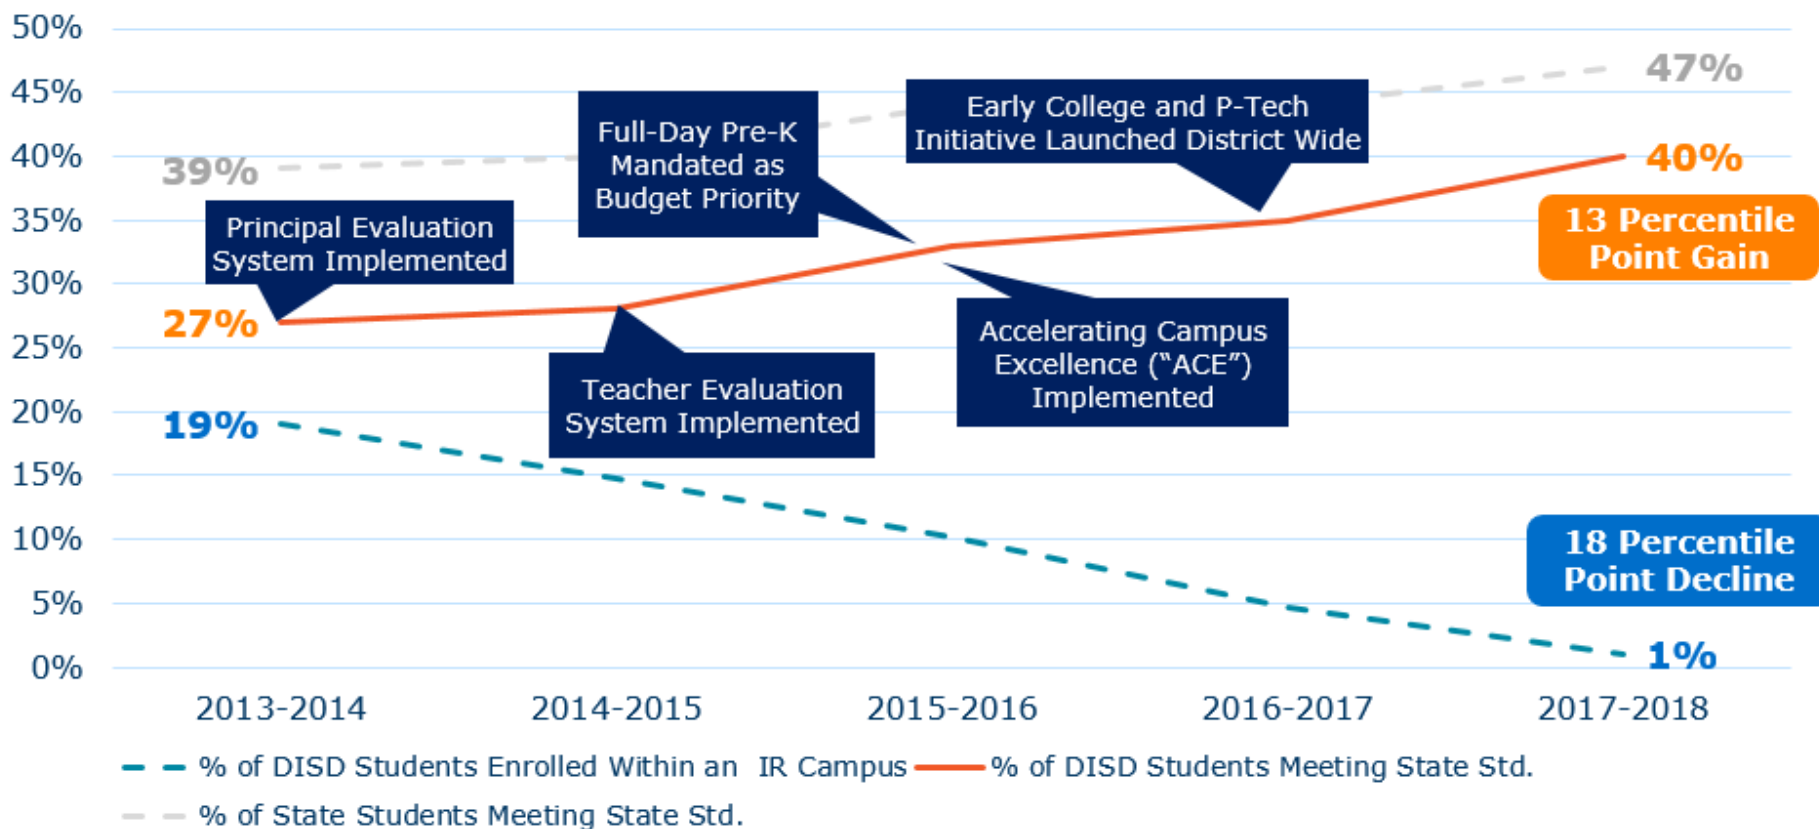 50%
45%
40%
35%
30%
25%
20%
15%
10%
5%
0%
39%
27%
19%
47%
40%
1%
Principal Evaluation
System Implemented
Full-Day Pre-K
Mandated as
Budget Priority
Early College and P-Tech
Initiative Launched District Wide
Teacher Evaluation
System Implemented
Accelerating Campus
Excellence (“ACE”)
Implemented
13 Percentile
Point Gain
18 Percentile
Point Decline
2013-2014
2014-2015
2015-2016
2016-2017
2017-2018
% of DISD Students Enrolled Within an IR Campus
% of DISD Students Meeting State Std.
% of State Students Meeting State Std.